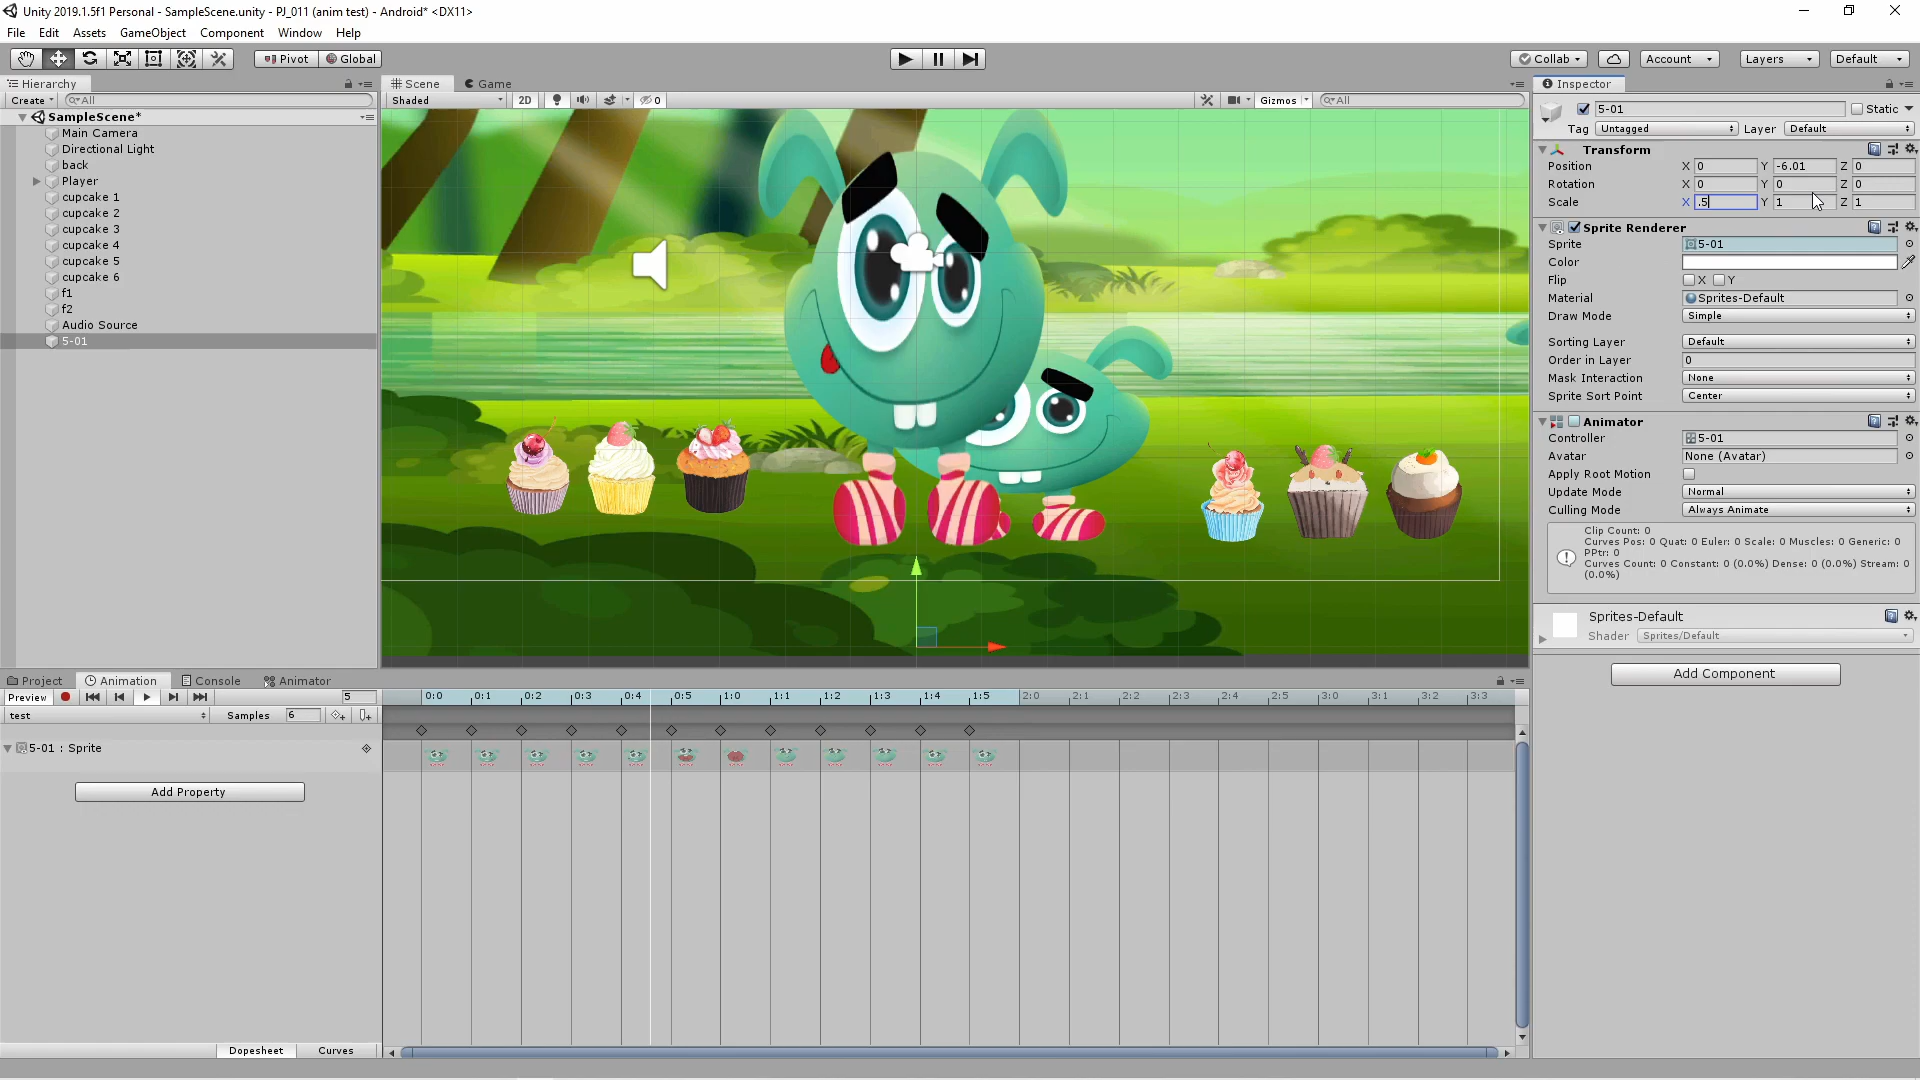 Unity 2019.1.5f1 Personal - SampleScene.unity - PJ_011 (anim test) - Android* <DX11>
File Edit Assets GameObject Component Window Help
Pivot Global Collab Account Layers Default
Hierarchy Scene Game Inspector
Create All Shaded 2D 0 Gizmos All
SampleScene*
Main Camera
Directional Light
back
Player
cupcake 1
cupcake 2
cupcake 3
cupcake 4
cupcake 5
cupcake 6
f1
f2
Audio Source
5-01
5-01 Static
Tag Untagged Layer Default
Transform
Position X 0 Y -6.01 Z 0
Rotation X 0 Y 0 Z 0
Scale X .5 Y 1 Z 1
Sprite Renderer
Sprite 5-01
Color
Flip X Y
Material Sprites-Default
Draw Mode Simple
Sorting Layer Default
Order in Layer 0
Mask Interaction None
Sprite Sort Point Center
Animator
Controller 5-01
Avatar None (Avatar)
Apply Root Motion
Update Mode Normal
Culling Mode Always Animate
Clip Count: 0
Curves Pos: 0 Quat: 0 Euler: 0 Scale: 0 Muscles: 0 Generic: 0
PPtr: 0
Curves Count: 0 Constant: 0 (0.0%) Dense: 0 (0.0%) Stream: 0
(0.0%)
Sprites-Default
Shader Sprites/Default
Add Component
Project Animation Console Animator
Preview 5 0:0 0:1 0:2 0:3 0:4 0:5 1:0 1:1 1:2 1:3 1:4 1:5 2:0 2:1 2:2 2:3 2:4 2:5 3:0 3:1 3:2 3:3
test Samples 6
5-01 : Sprite
Add Property
Dopesheet Curves